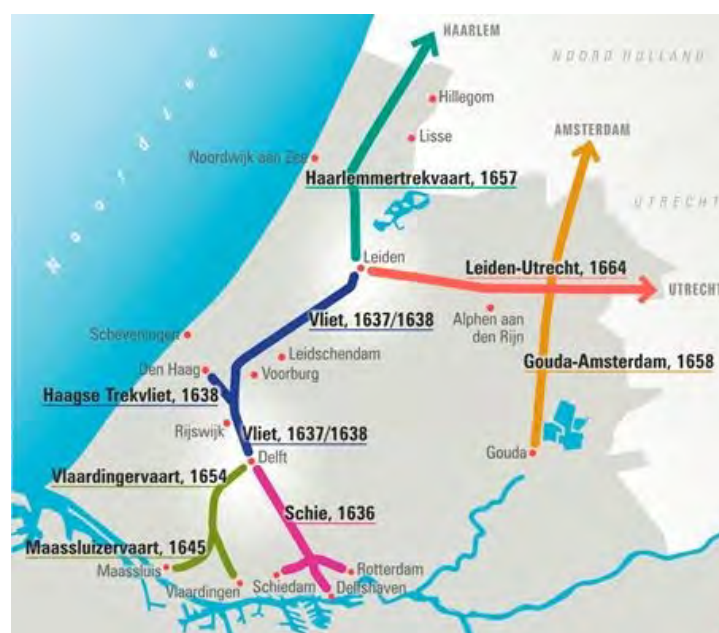 HAARLEM
NOORD HOLLAND
Hillegom
Lisse
AMSTERDAM
Noordzee
Noordwijk aan Zee
Haarlemmertrekvaart, 1657
UTRECHT
Leiden
Leiden-Utrecht, 1664
UTRECHT
Vliet, 1637/1638
Alphen aan
den Rijn
Scheveningen
Leidschendam
Den Haag
Voorburg
Gouda-Amsterdam, 1658
Haagse Trekvliet, 1638
Rijswijk
Vliet, 1637/1638
Delft
Gouda
Vlaardingervaart, 1654
Schie, 1636
Maassluizervaart, 1645
Maassluis
Vlaardingen
Schiedam
Rotterdam
Delfshaven